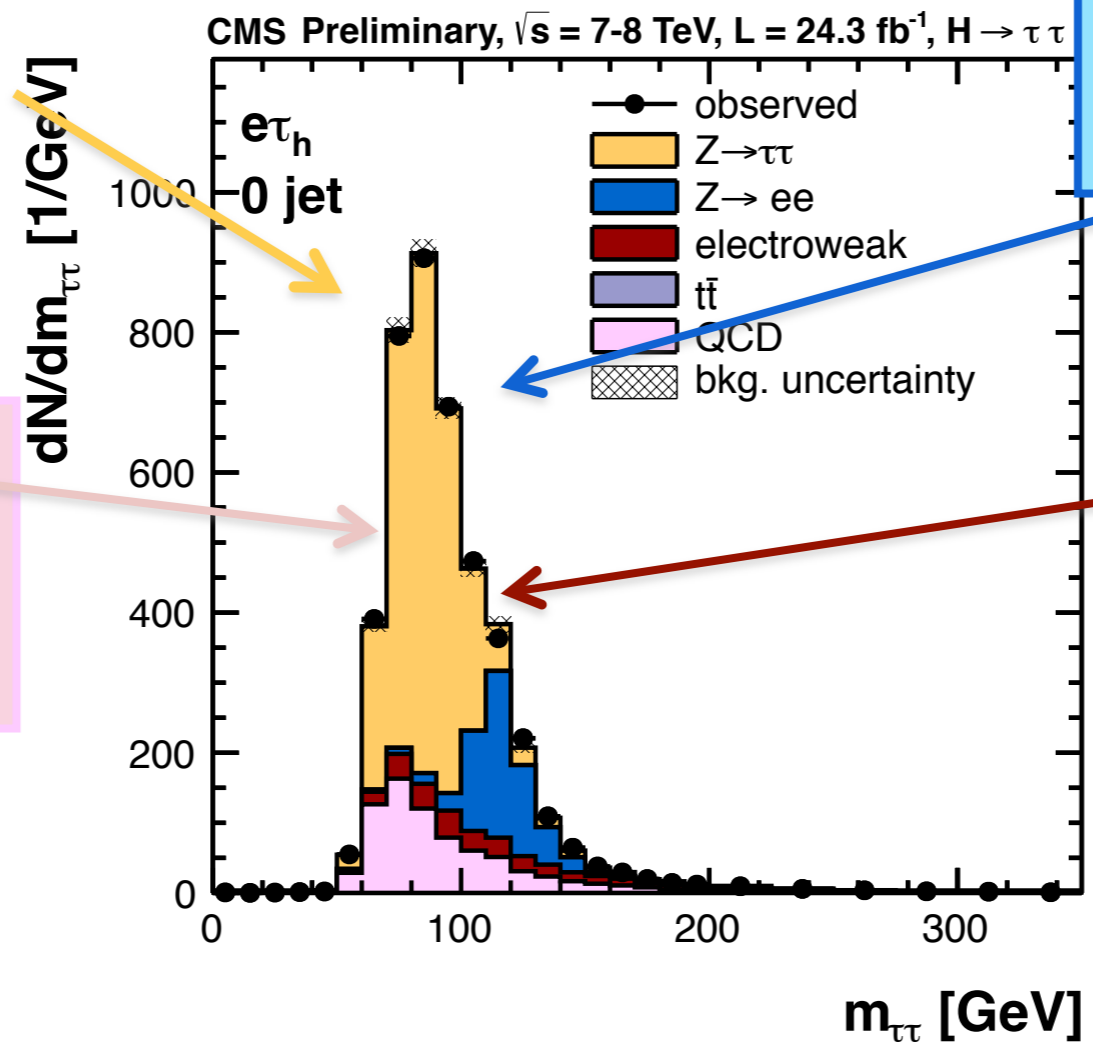 CMS Preliminary, √s = 7-8 TeV, L = 24.3 fb⁻¹, H → τ τ
dN/dmττ [1/GeV]
eτh
0 jet
observed
Z→ττ
Z→ ee
electroweak
tt̄
QCD
bkg. uncertainty
1000
800
600
400
200
0
0 100 200 300
mττ [GeV]